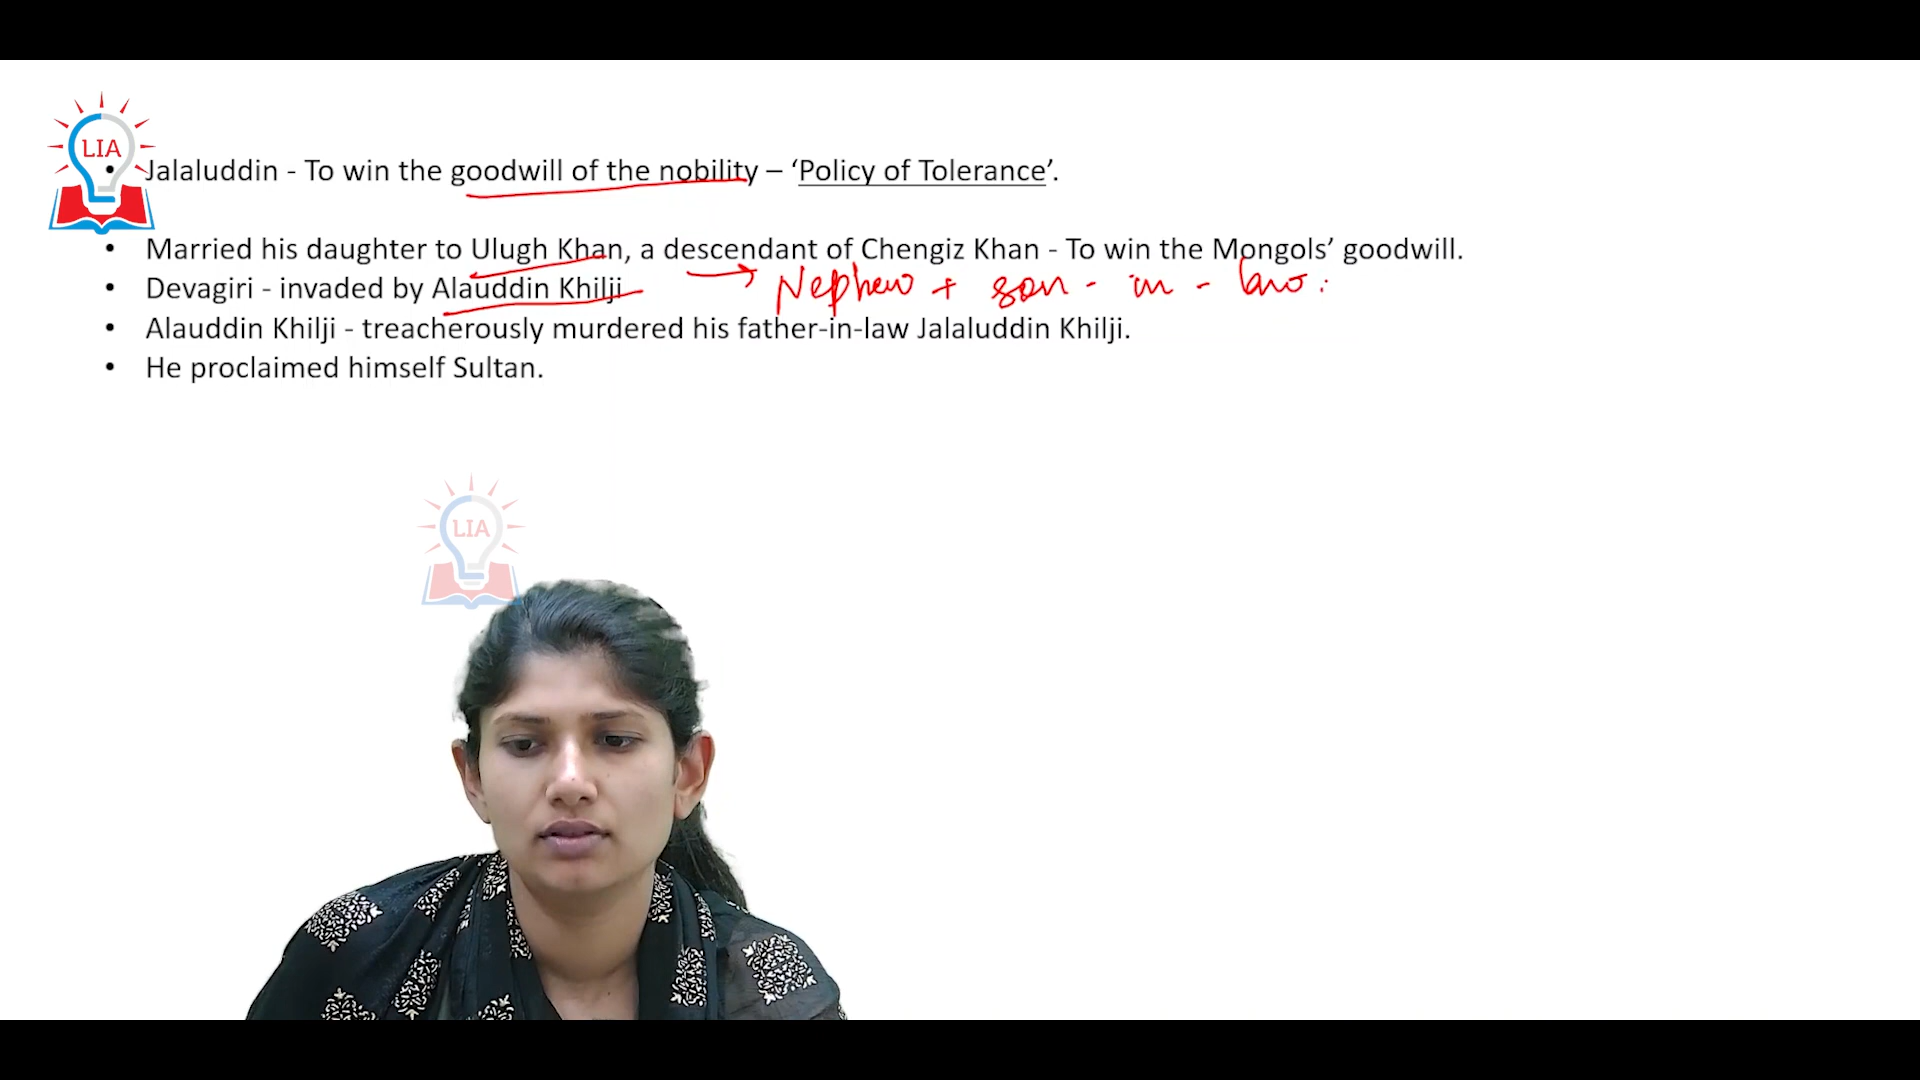 LIA
• Jalaluddin - To win the goodwill of the nobility – ‘Policy of Tolerance’.
• Married his daughter to Ulugh Khan, a descendant of Chengiz Khan - To win the Mongols’ goodwill.
• Devagiri - invaded by Alauddin Khilji → Nephew + son - in - law.
• Alauddin Khilji - treacherously murdered his father-in-law Jalaluddin Khilji.
• He proclaimed himself Sultan.
LIA